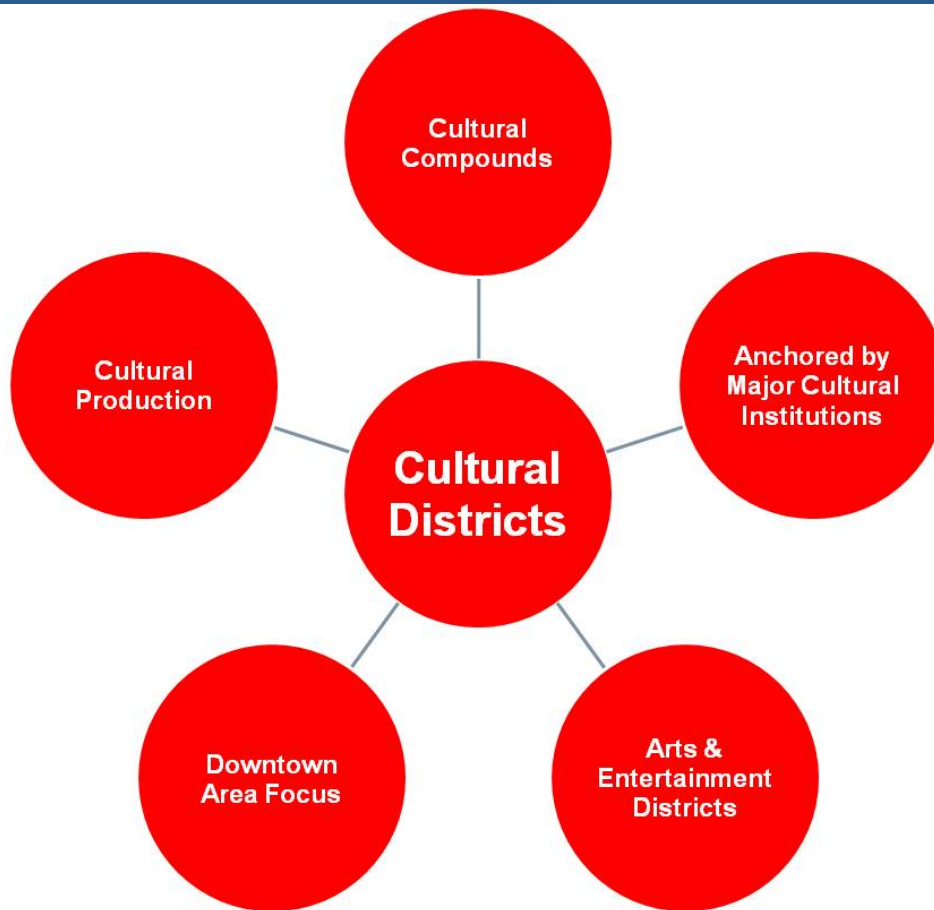 Cultural
Compounds
Anchored by
Major Cultural
Institutions
Cultural
Production
Cultural
Districts
Downtown
Area Focus
Arts &
Entertainment
Districts